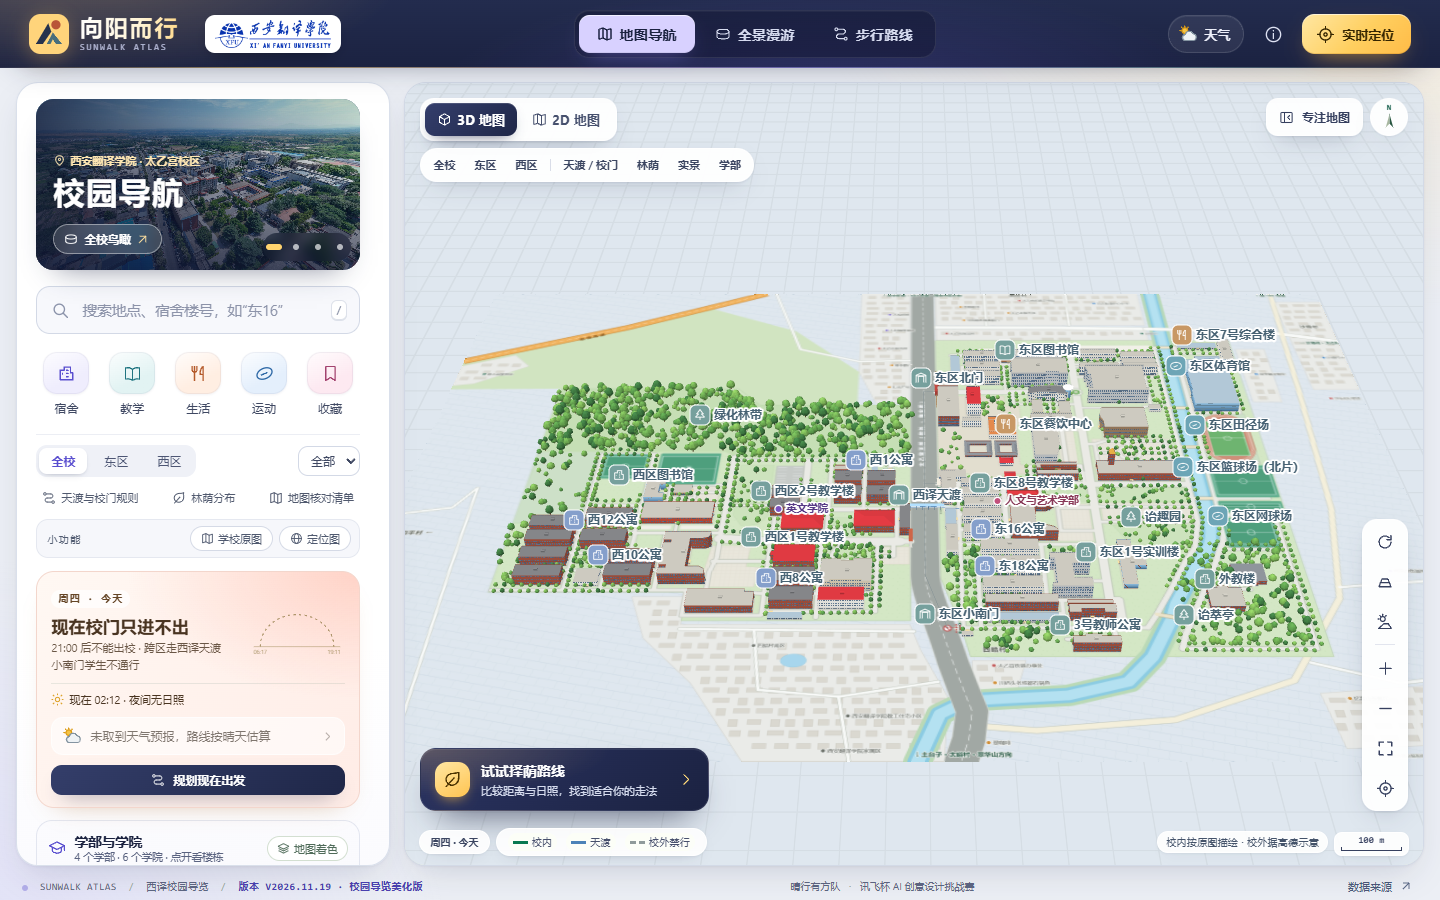 向阳而行
SUNWALK ATLAS
西安翻译学院
XI' AN FANYI UNIVERSITY
地图导航
全景漫游
步行路线
天气
实时定位
西安翻译学院 · 太乙宫校区
校园导航
全校鸟瞰
搜索地点、宿舍楼号，如“东16” /
宿舍 教学 生活 运动 收藏
全校 东区 西区 全部
天渡与校门规则 林荫分布 地图核对清单
小功能 学校原图 定位图
周四 · 今天
现在校门只进不出
21:00 后不能出校 · 跨区走西译天渡
小南门学生不通行
06:17 19:11
现在 02:12 · 夜间无日照
未取到天气预报，路线按晴天估算
规划现在出发
学部与学院
4 个学部 · 6 个学院 · 点开看楼栋
地图着色
3D 地图 2D 地图
专注地图
N
全校 东区 西区 天渡 / 校门 林荫 实景 学部
东区7号综合楼
东区图书馆
东区体育馆
东区北门
绿化林带
东区餐饮中心
东区田径场
西1公寓
西区图书馆
东区篮球场 (北片)
东区8号教学楼
西区2号教学楼
西译天渡
人文与艺术学部
英文学院
西12公寓
诒趣园
东区网球场
东16公寓
西区1号教学楼
西10公寓
东区1号实训楼
东18公寓
西8公寓
外教楼
东区小南门
诒萃亭
3号教师公寓
试试择荫路线
比较距离与日照，找到适合你的走法
周四 · 今天
校内 天渡 校外禁行
校内按原图描绘 · 校外据高德示意
100 m
SUNWALK ATLAS / 西译校园导览 / 版本 V2026.11.19 · 校园导览美化版
晴行有方队 · 讯飞杯 AI 创意设计挑战赛
数据来源